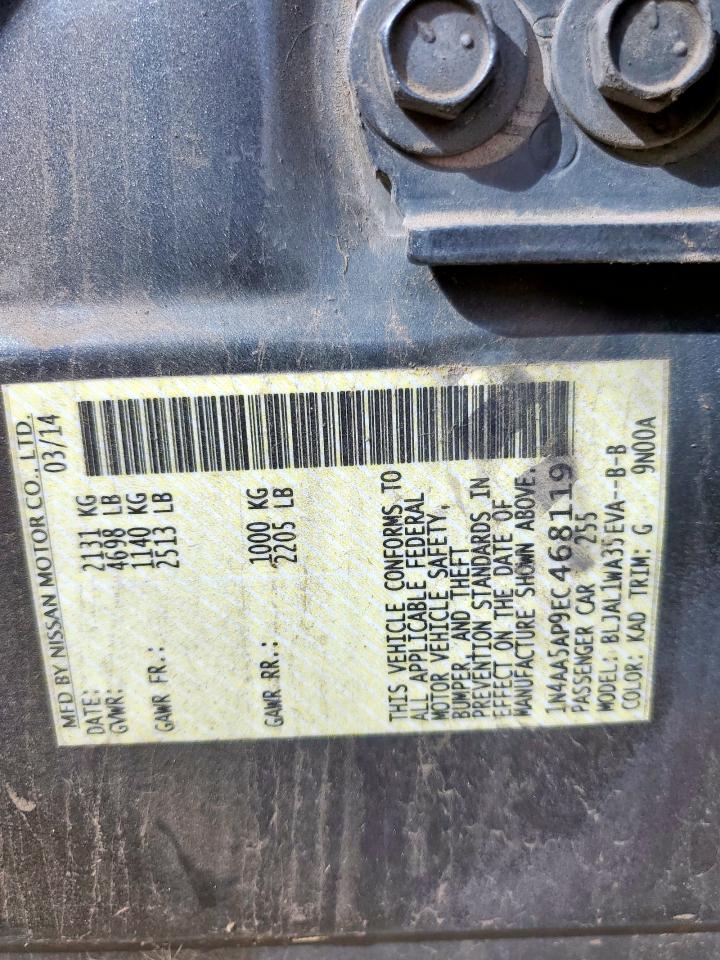 MFD BY NISSAN MOTOR CO., LTD.
DATE: 03/14
GVWR: 2131 KG
4698 LB
GAWR FR.: 1140 KG
2513 LB
GAWR RR.: 1000 KG
2205 LB
THIS VEHICLE CONFORMS TO
ALL APPLICABLE FEDERAL
MOTOR VEHICLE SAFETY,
BUMPER, AND THEFT
PREVENTION STANDARDS IN
EFFECT ON THE DATE OF
MANUFACTURE SHOWN ABOVE.
1N4AA5AP9EC468119
PASSENGER CAR 255
MODEL: BLJAL1WA35EVA--B-B
COLOR: KAD TRIM: G 9N00A